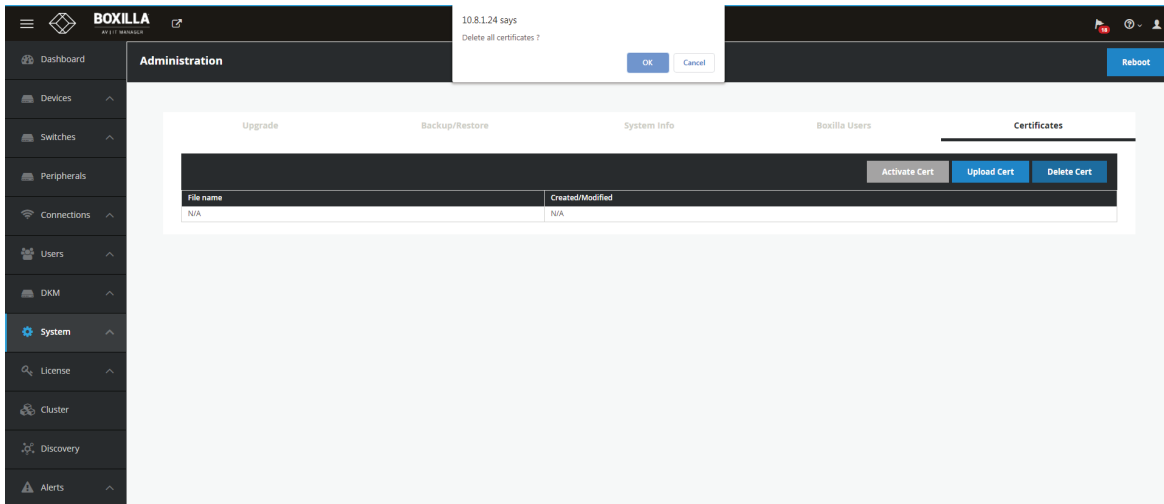 BOXILLA
AV | IT MANAGER
10.8.1.24 says
Delete all certificates ?
OK Cancel
18
Dashboard
Administration
Reboot
Devices
Switches
Peripherals
Connections
Users
DKM
System
License
Cluster
Discovery
Alerts
Upgrade Backup/Restore System Info Boxilla Users Certificates
Activate Cert Upload Cert Delete Cert
File name Created/Modified
N/A N/A